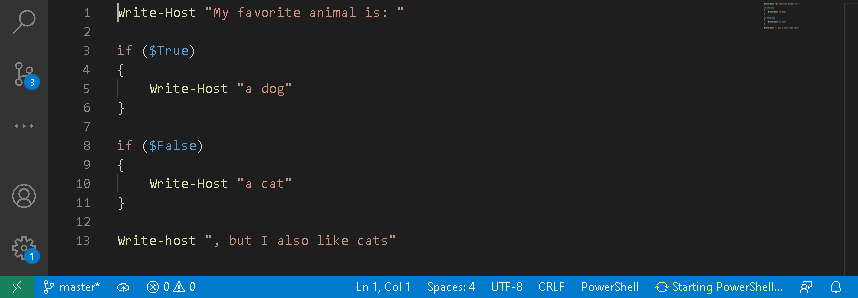 1 Write-Host "My favorite animal is: "
2
3 if ($True)
4 {
5     Write-Host "a dog"
6 }
7
8 if ($False)
9 {
10     Write-Host "a cat"
11 }
12
13 Write-host ", but I also like cats"
3
1
master* 0 0 Ln 1, Col 1 Spaces: 4 UTF-8 CRLF PowerShell Starting PowerShell...